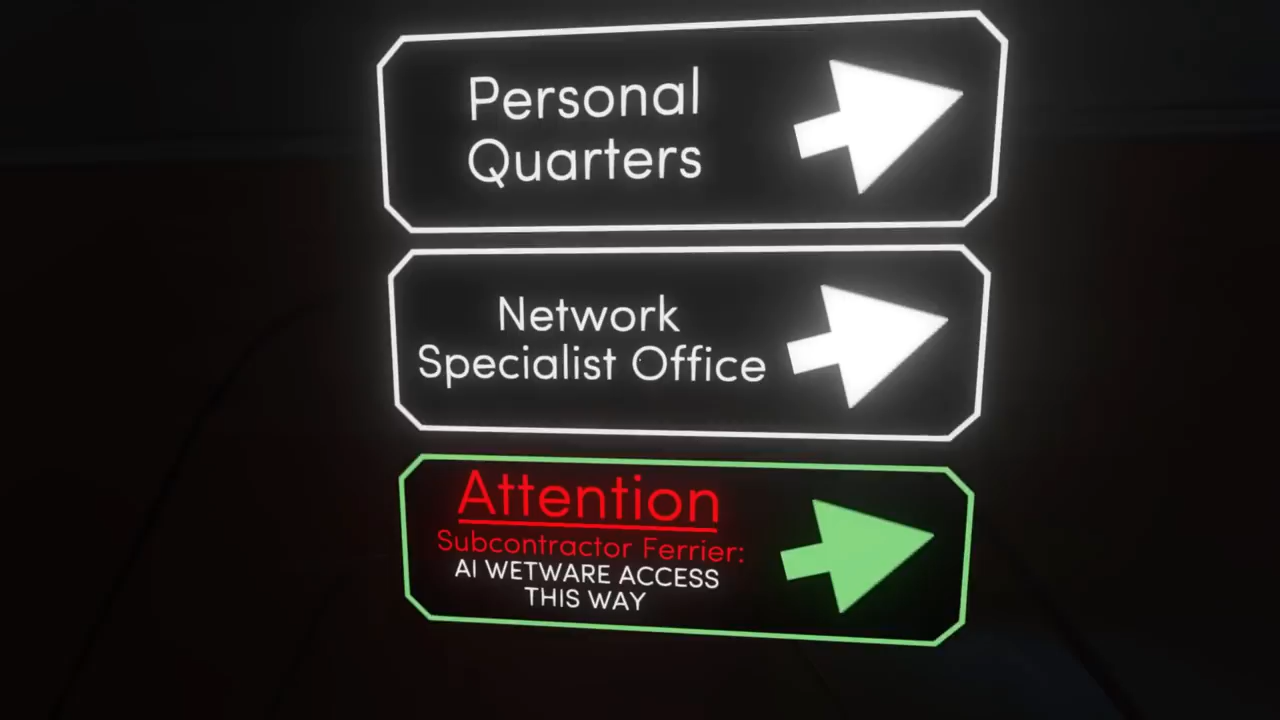 Personal
Quarters
Network
Specialist Office
Attention
Subcontractor Ferrier:
AI WETWARE ACCESS
THIS WAY